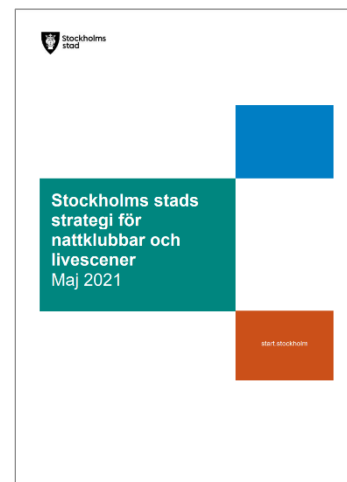 Stockholms
stad
Stockholms stads
strategi för
nattklubbar och
livescener
Maj 2021
start.stockholm